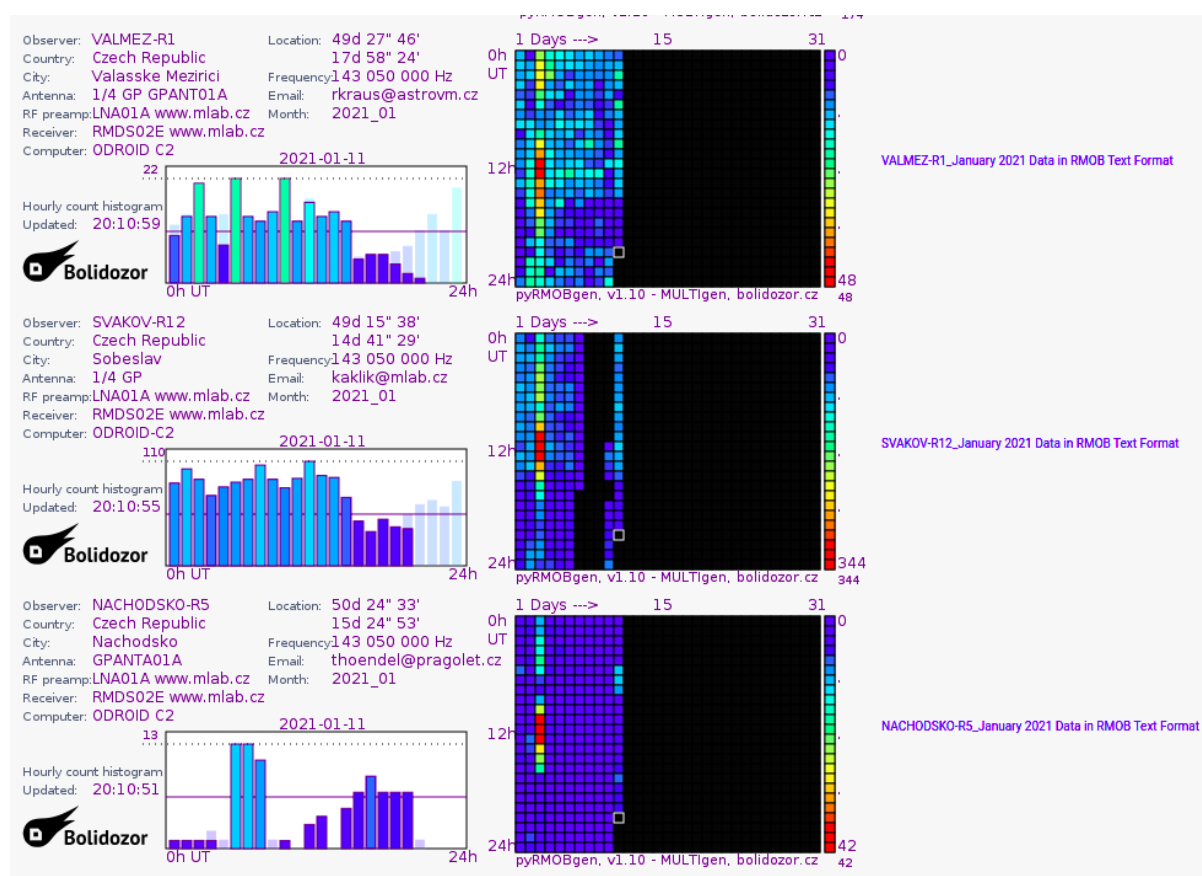 pyRMOBgen, v1.10 - MULTIgen, bolidozor.cz 174
Observer: VALMEZ-R1 Location: 49d 27" 46'
Country: Czech Republic 17d 58" 24'
City: Valasske Mezirici Frequency: 143 050 000 Hz
Antenna: 1/4 GP GPANT01A Email: rkraus@astrovm.cz
RF preamp: LNA01A www.mlab.cz Month: 2021_01
Receiver: RMDS02E www.mlab.cz
Computer: ODROID C2
2021-01-11
22
Hourly count histogram
Updated: 20:10:59
Bolidozor
0h UT 24h
1 Days ---> 15 31
0h 0
UT
12h
24h 48
pyRMOBgen, v1.10 - MULTIgen, bolidozor.cz 48
VALMEZ-R1_January 2021 Data in RMOB Text Format
Observer: SVAKOV-R12 Location: 49d 15" 38'
Country: Czech Republic 14d 41" 29'
City: Sobeslav Frequency: 143 050 000 Hz
Antenna: 1/4 GP Email: kaklik@mlab.cz
RF preamp: LNA01A www.mlab.cz Month: 2021_01
Receiver: RMDS02E www.mlab.cz
Computer: ODROID-C2
2021-01-11
110
Hourly count histogram
Updated: 20:10:55
Bolidozor
0h UT 24h
1 Days ---> 15 31
0h 0
UT
12h
24h 344
pyRMOBgen, v1.10 - MULTIgen, bolidozor.cz 344
SVAKOV-R12_January 2021 Data in RMOB Text Format
Observer: NACHODSKO-R5 Location: 50d 24" 33'
Country: Czech Republic 15d 24" 53'
City: Nachodsko Frequency: 143 050 000 Hz
Antenna: GPANTA01A Email: thoendel@pragolet.cz
RF preamp: LNA01A www.mlab.cz Month: 2021_01
Receiver: RMDS02E www.mlab.cz
Computer: ODROID C2
2021-01-11
13
Hourly count histogram
Updated: 20:10:51
Bolidozor
0h UT 24h
1 Days ---> 15 31
0h 0
UT
12h
24h 42
pyRMOBgen, v1.10 - MULTIgen, bolidozor.cz 42
NACHODSKO-R5_January 2021 Data in RMOB Text Format